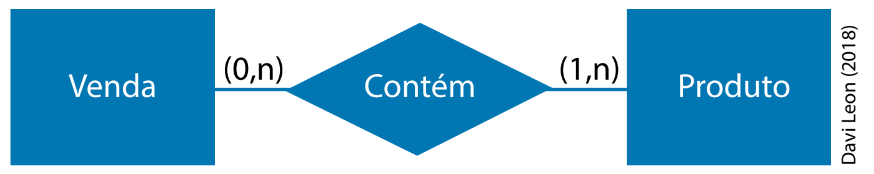 Venda
(0,n)
Contém
(1,n)
Produto
Davi Leon (2018)